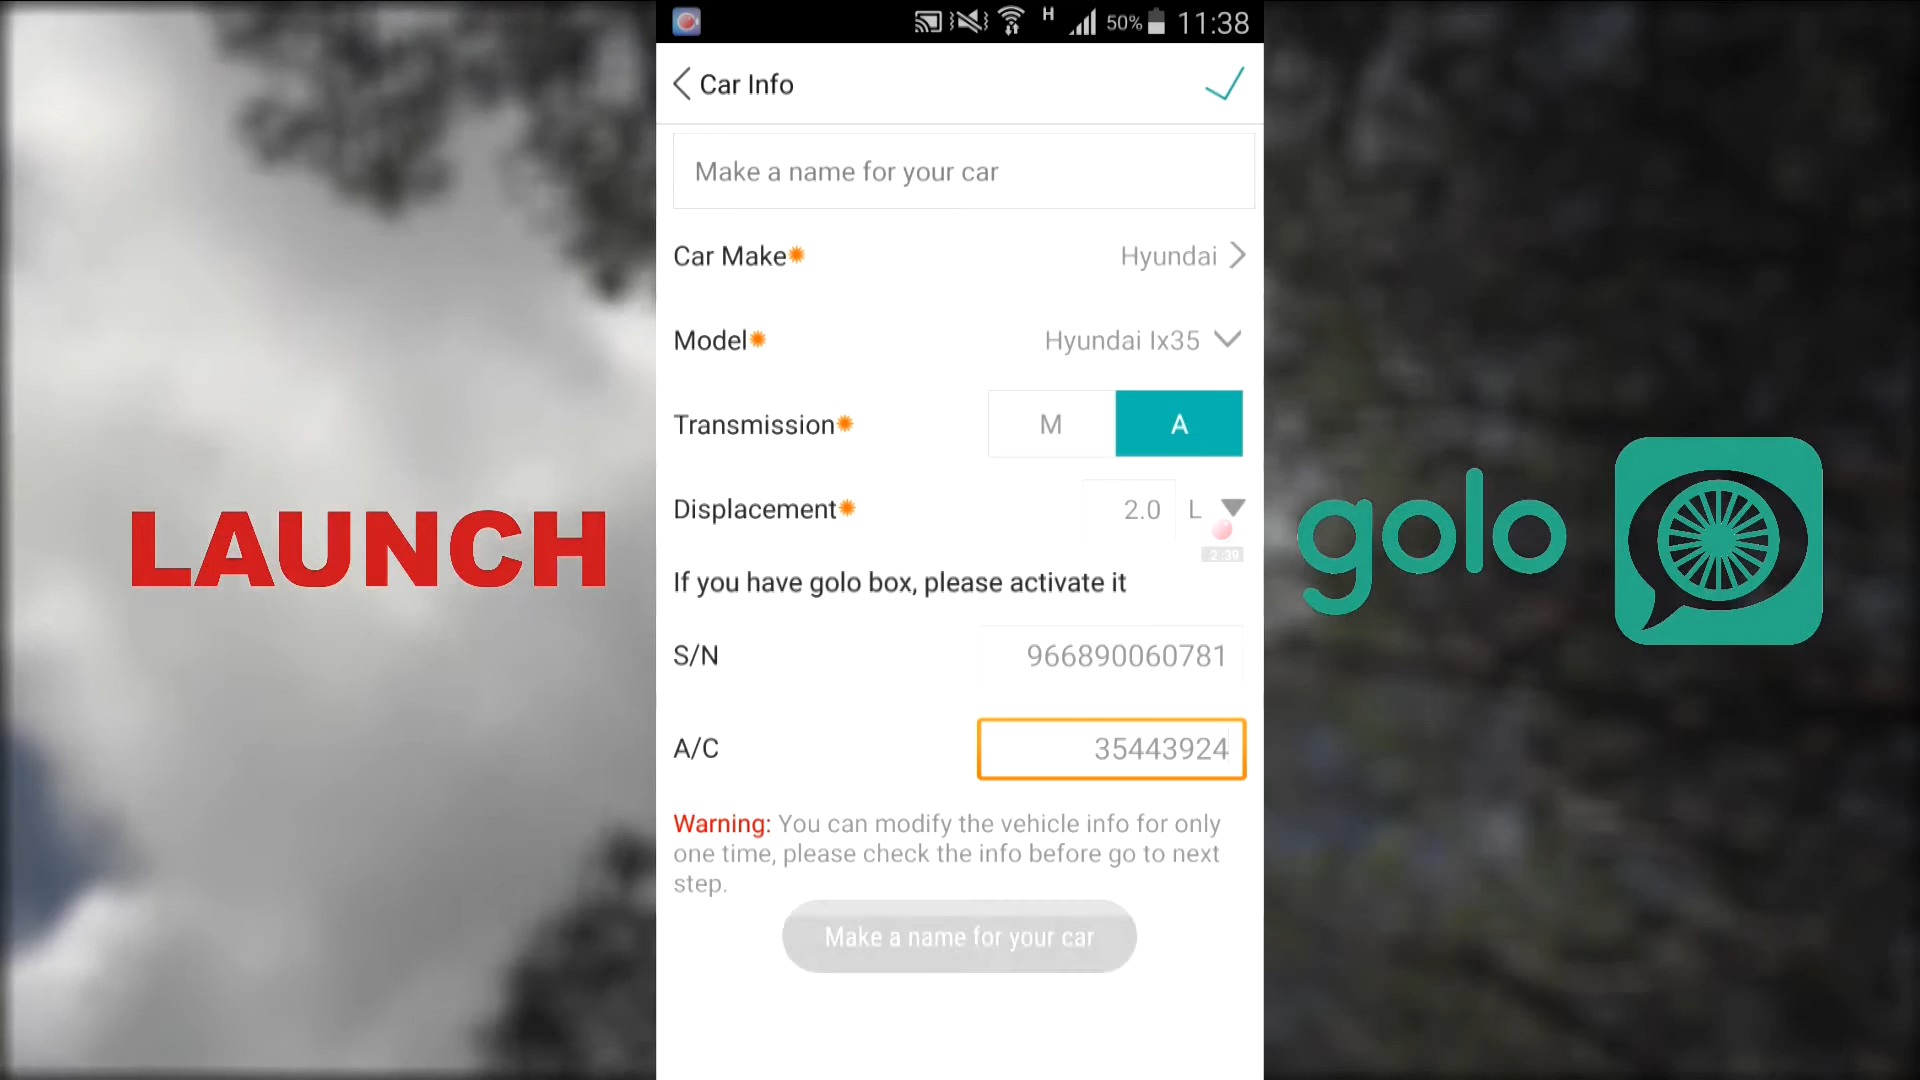 H 50% 11:38
Car Info
Make a name for your car
Car Make Hyundai
Model Hyundai Ix35
Transmission M A
Displacement 2.0 L
2:39
If you have golo box, please activate it
S/N 966890060781
A/C 35443924
Warning: You can modify the vehicle info for only
one time, please check the info before go to next
step.
Make a name for your car
LAUNCH
golo